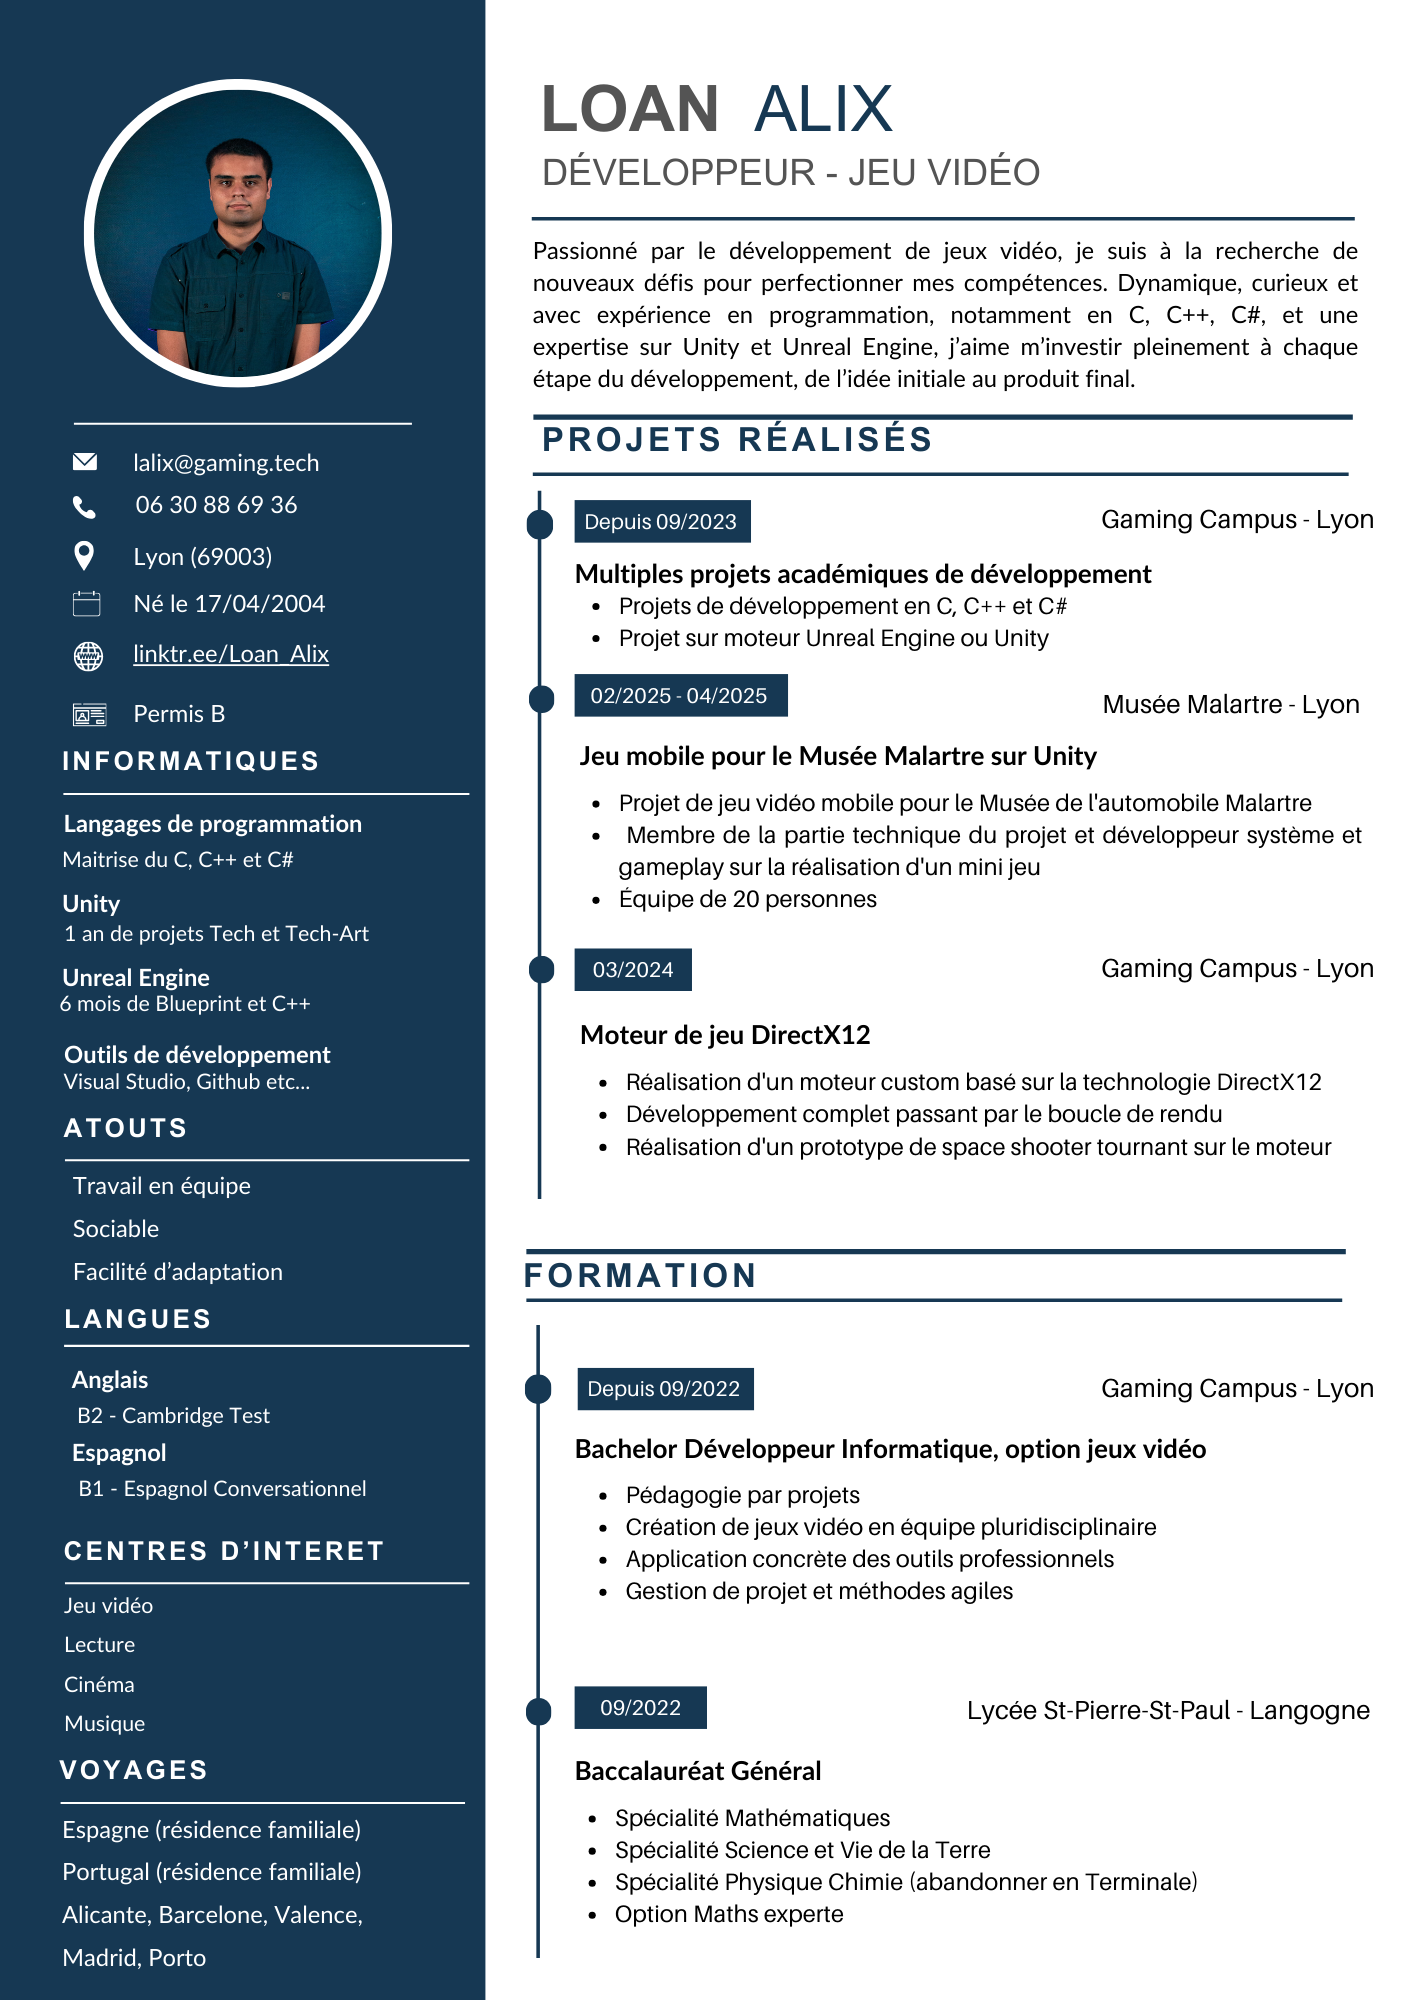 LOAN ALIX
DÉVELOPPEUR - JEU VIDÉO
Passionné par le développement de jeux vidéo, je suis à la recherche de
nouveaux défis pour perfectionner mes compétences. Dynamique, curieux et
avec expérience en programmation, notamment en C, C++, C#, et une
expertise sur Unity et Unreal Engine, j’aime m’investir pleinement à chaque
étape du développement, de l’idée initiale au produit final.
lalix@gaming.tech
06 30 88 69 36
Lyon (69003)
Né le 17/04/2004
www
linktr.ee/Loan_Alix
Permis B
INFORMATIQUES
Langages de programmation
Maitrise du C, C++ et C#
Unity
1 an de projets Tech et Tech-Art
Unreal Engine
6 mois de Blueprint et C++
Outils de développement
Visual Studio, Github etc...
ATOUTS
Travail en équipe
Sociable
Facilité d’adaptation
LANGUES
Anglais
B2 - Cambridge Test
Espagnol
B1 - Espagnol Conversationnel
CENTRES D’INTERET
Jeu vidéo
Lecture
Cinéma
Musique
VOYAGES
Espagne (résidence familiale)
Portugal (résidence familiale)
Alicante, Barcelone, Valence,
Madrid, Porto
PROJETS RÉALISÉS
Depuis 09/2023
Gaming Campus - Lyon
Multiples projets académiques de développement
• Projets de développement en C, C++ et C#
• Projet sur moteur Unreal Engine ou Unity
02/2025 - 04/2025
Musée Malartre - Lyon
Jeu mobile pour le Musée Malartre sur Unity
• Projet de jeu vidéo mobile pour le Musée de l'automobile Malartre
• Membre de la partie technique du projet et développeur système et
gameplay sur la réalisation d'un mini jeu
• Équipe de 20 personnes
03/2024
Gaming Campus - Lyon
Moteur de jeu DirectX12
• Réalisation d'un moteur custom basé sur la technologie DirectX12
• Développement complet passant par le boucle de rendu
• Réalisation d'un prototype de space shooter tournant sur le moteur
FORMATION
Depuis 09/2022
Gaming Campus - Lyon
Bachelor Développeur Informatique, option jeux vidéo
• Pédagogie par projets
• Création de jeux vidéo en équipe pluridisciplinaire
• Application concrète des outils professionnels
• Gestion de projet et méthodes agiles
09/2022
Lycée St-Pierre-St-Paul - Langogne
Baccalauréat Général
• Spécialité Mathématiques
• Spécialité Science et Vie de la Terre
• Spécialité Physique Chimie (abandonner en Terminale)
• Option Maths experte